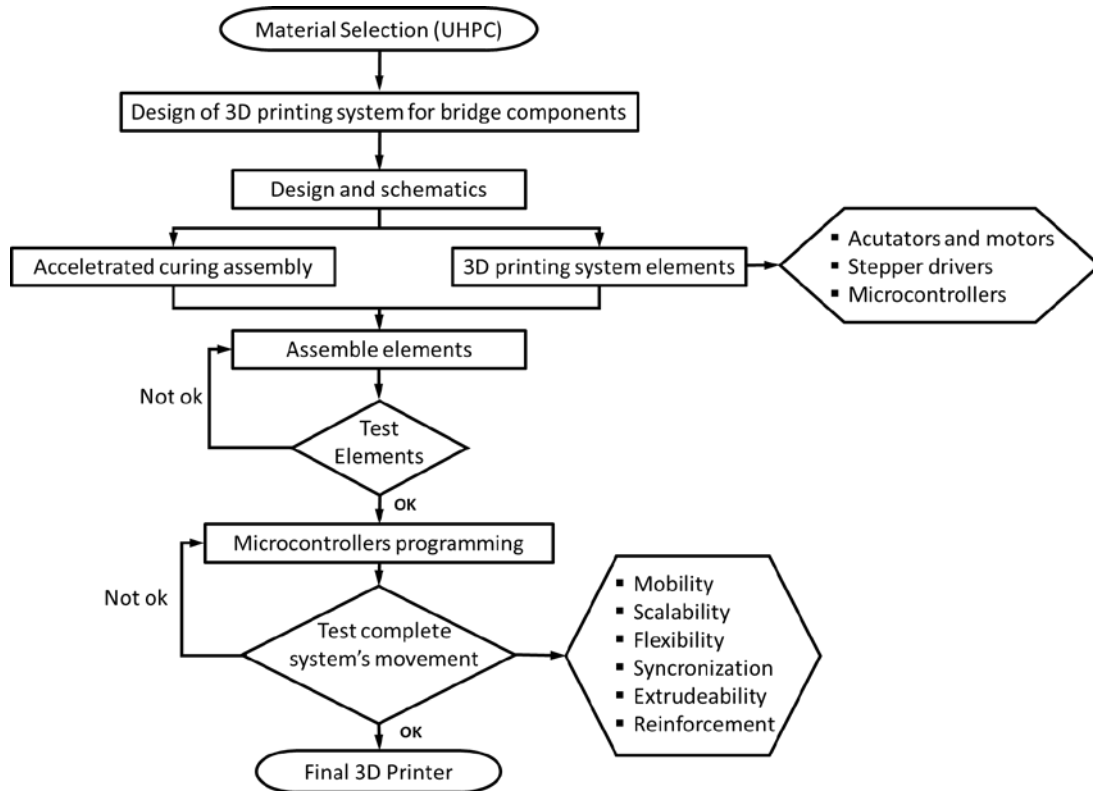 Material Selection (UHPC)
Design of 3D printing system for bridge components
Design and schematics
Acceletrated curing assembly
3D printing system elements
▪ Acutators and motors
▪ Stepper drivers
▪ Microcontrollers
Assemble elements
Not ok
Test
Elements
OK
Microcontrollers programming
Not ok
Test complete
system's movement
▪ Mobility
▪ Scalability
▪ Flexibility
▪ Syncronization
▪ Extrudeability
▪ Reinforcement
OK
Final 3D Printer